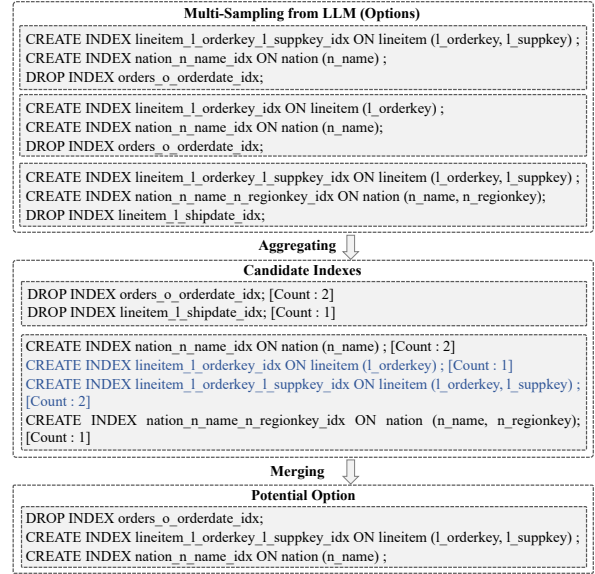 Multi-Sampling from LLM (Options)
CREATE INDEX lineitem_l_orderkey_l_suppkey_idx ON lineitem (l_orderkey, l_suppkey) ;
CREATE INDEX nation_n_name_idx ON nation (n_name) ;
DROP INDEX orders_o_orderdate_idx;
CREATE INDEX lineitem_l_orderkey_idx ON lineitem (l_orderkey) ;
CREATE INDEX nation_n_name_idx ON nation (n_name);
DROP INDEX orders_o_orderdate_idx;
CREATE INDEX lineitem_l_orderkey_l_suppkey_idx ON lineitem (l_orderkey, l_suppkey) ;
CREATE INDEX nation_n_name_n_regionkey_idx ON nation (n_name, n_regionkey);
DROP INDEX lineitem_l_shipdate_idx;
Aggregating
Candidate Indexes
DROP INDEX orders_o_orderdate_idx; [Count : 2]
DROP INDEX lineitem_l_shipdate_idx; [Count : 1]
CREATE INDEX nation_n_name_idx ON nation (n_name) ; [Count : 2]
CREATE INDEX lineitem_l_orderkey_idx ON lineitem (l_orderkey) ; [Count : 1]
CREATE INDEX lineitem_l_orderkey_l_suppkey_idx ON lineitem (l_orderkey, l_suppkey) ;
[Count : 2]
CREATE INDEX nation_n_name_n_regionkey_idx ON nation (n_name, n_regionkey);
[Count : 1]
Merging
Potential Option
DROP INDEX orders_o_orderdate_idx;
CREATE INDEX lineitem_l_orderkey_l_suppkey_idx ON lineitem (l_orderkey, l_suppkey) ;
CREATE INDEX nation_n_name_idx ON nation (n_name) ;